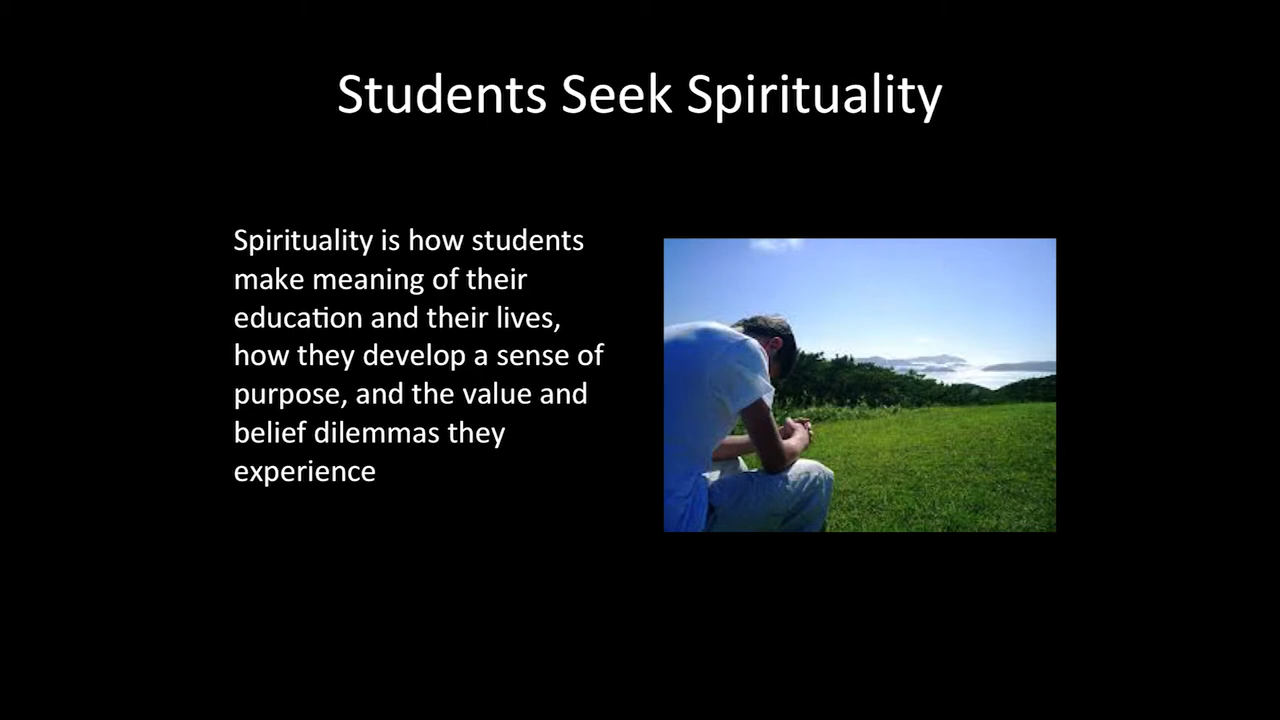 Students Seek Spirituality
Spirituality is how students
make meaning of their
education and their lives,
how they develop a sense of
purpose, and the value and
belief dilemmas they
experience